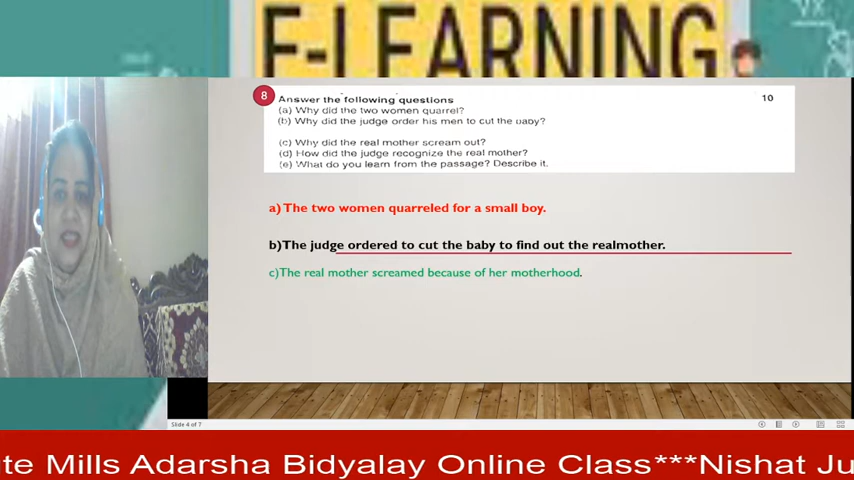 E-LEARNING
8
Answer the following questions
10
(a) Why did the two women quarrel?
(b) Why did the judge order his men to cut the baby?
(c) Why did the real mother scream out?
(d) How did the judge recognize the real mother?
(e) What do you learn from the passage? Describe it.
a) The two women quarreled for a small boy.
b)The judge ordered to cut the baby to find out the realmother.
c)The real mother screamed because of her motherhood.
Slide 4 of 7
te Mills Adarsha Bidyalay Online Class***Nishat Ju